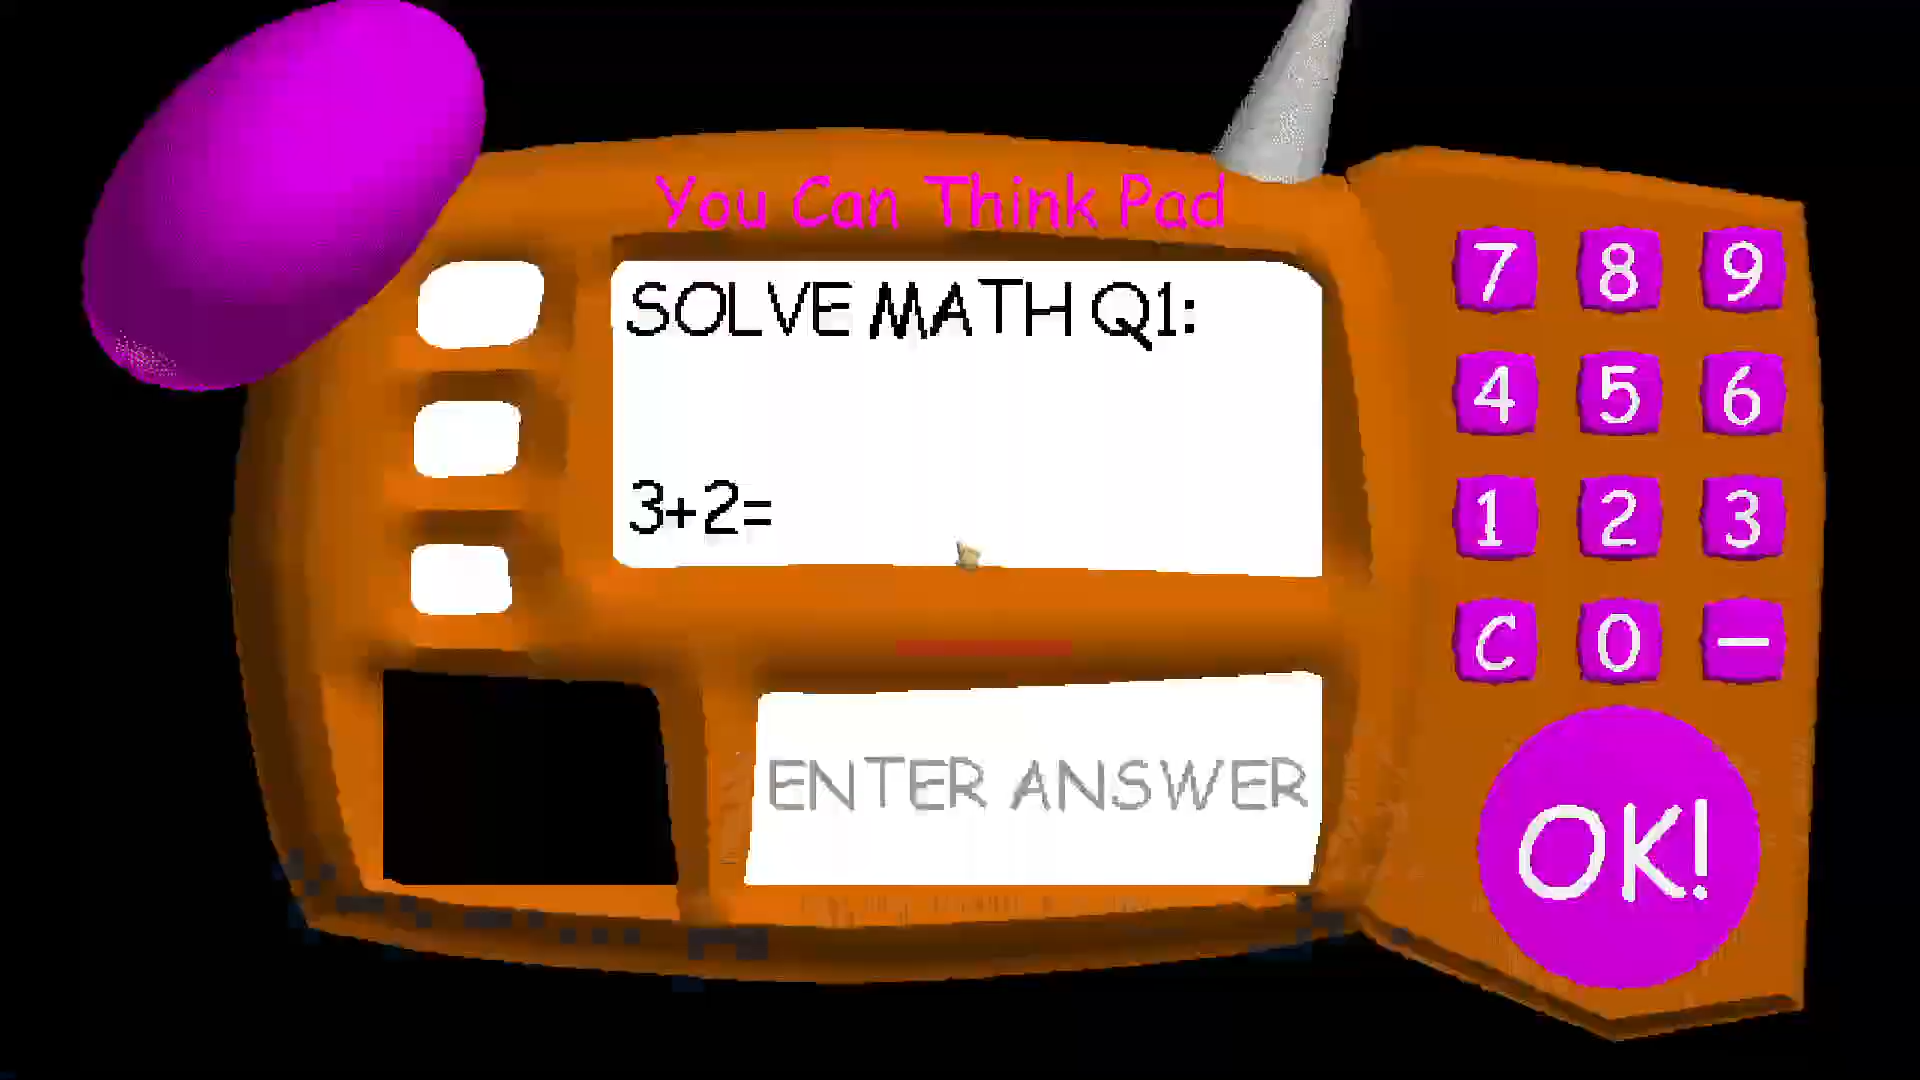 You Can Think Pad
SOLVE MATH Q1:
3+2=
ENTER ANSWER
7 8 9
4 5 6
1 2 3
C 0 −
OK!